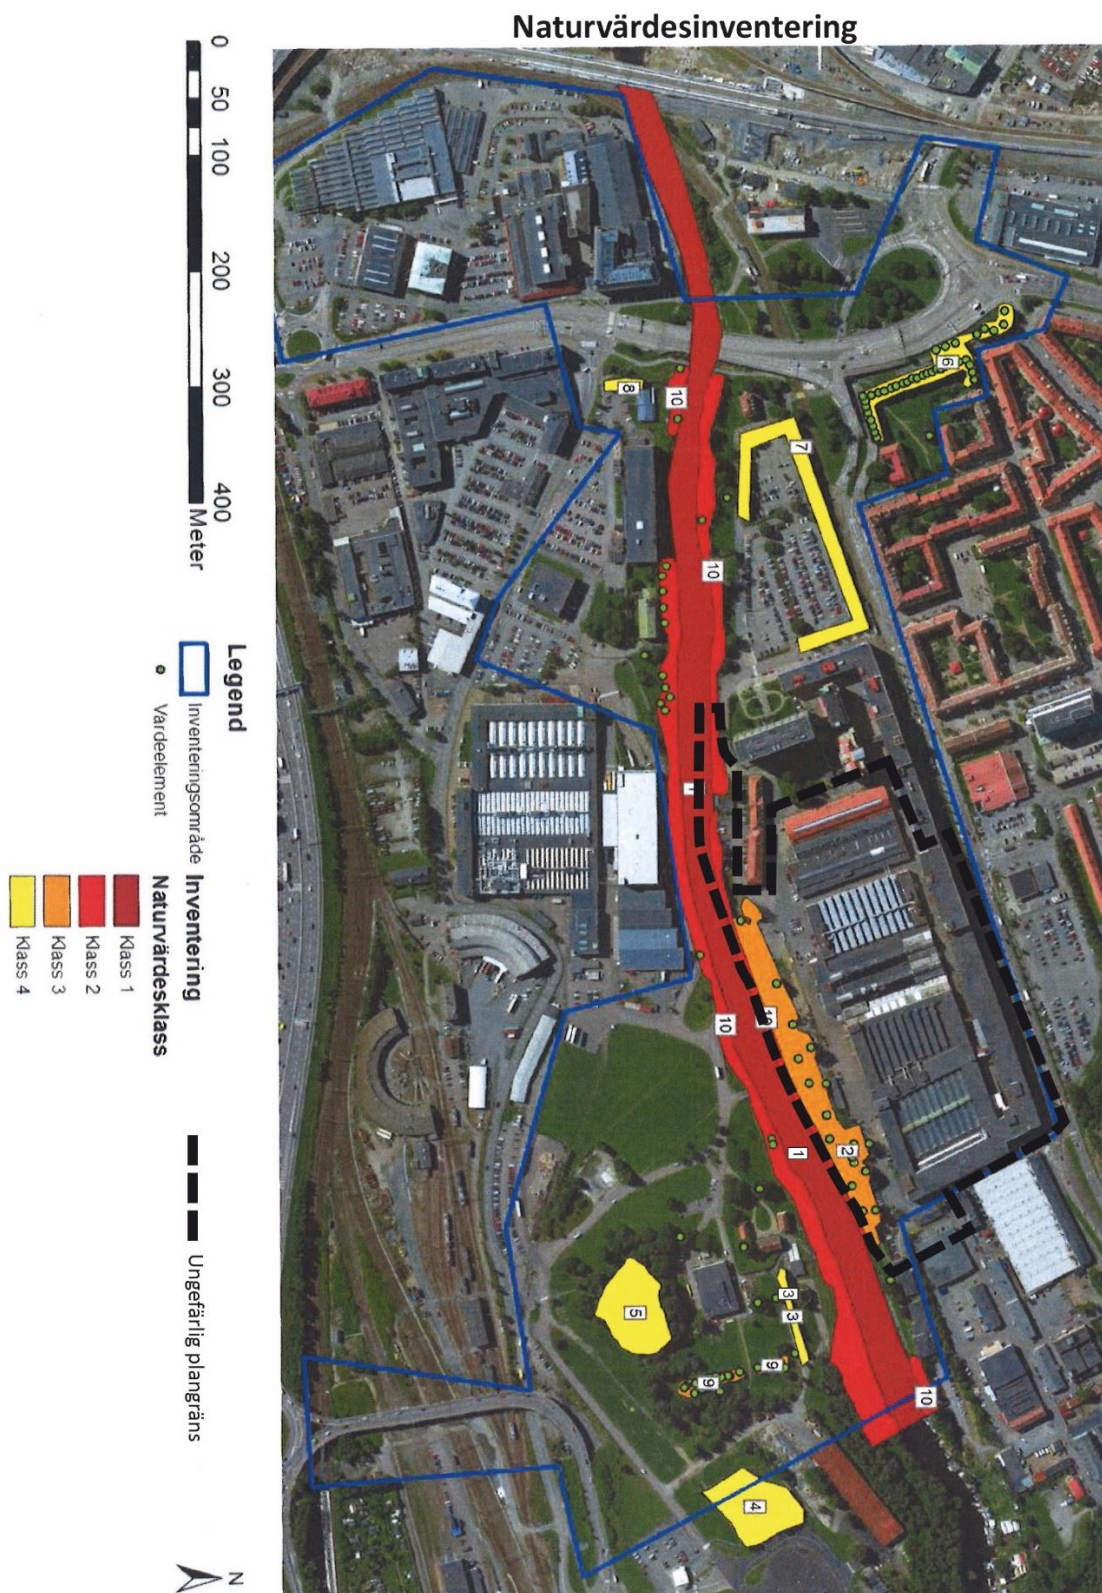 Naturvärdesinventering
0
50
100
200
300
400
Meter
Legend
Inventeringsområde
Värdeelement
Inventering
Naturvärdesklass
Klass 1
Klass 2
Klass 3
Klass 4
Ungefärlig plangräns
N
6
8
10
7
10
1
10
10
2
1
3
3
5
9
9
10
4